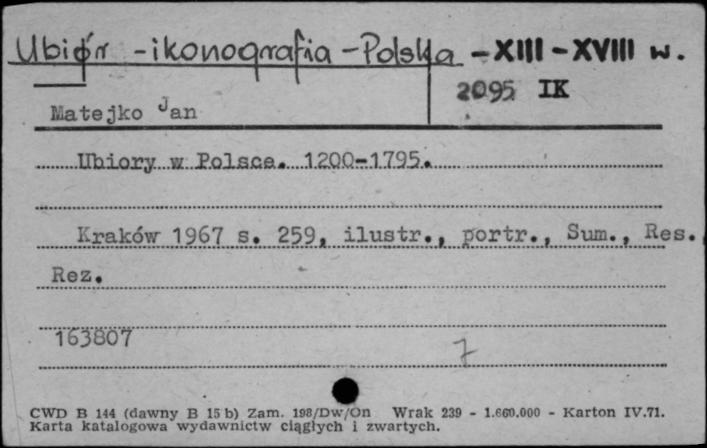 Ubiór - ikonografia - Polska - XIII - XVIII w.
2095 IK
Matejko Jan
Ubiory w Polsce. 1200-1795.
Kraków 1967 s. 259, ilustr., portr., Sum., Res.,
Rez.
163807
7
CWD B 144 (dawny B 15 b) Zam. 198/Dw/On Wrak 239 - 1.660.000 - Karton IV.71.
Karta katalogowa wydawnictw ciągłych i zwartych.